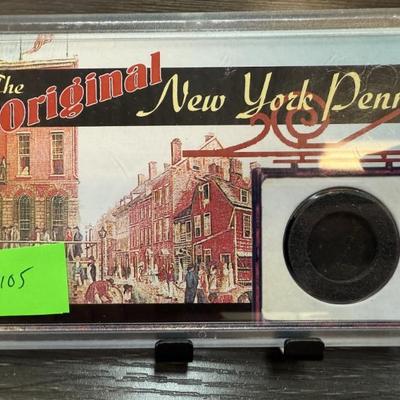 The
Original
New York Penn
105